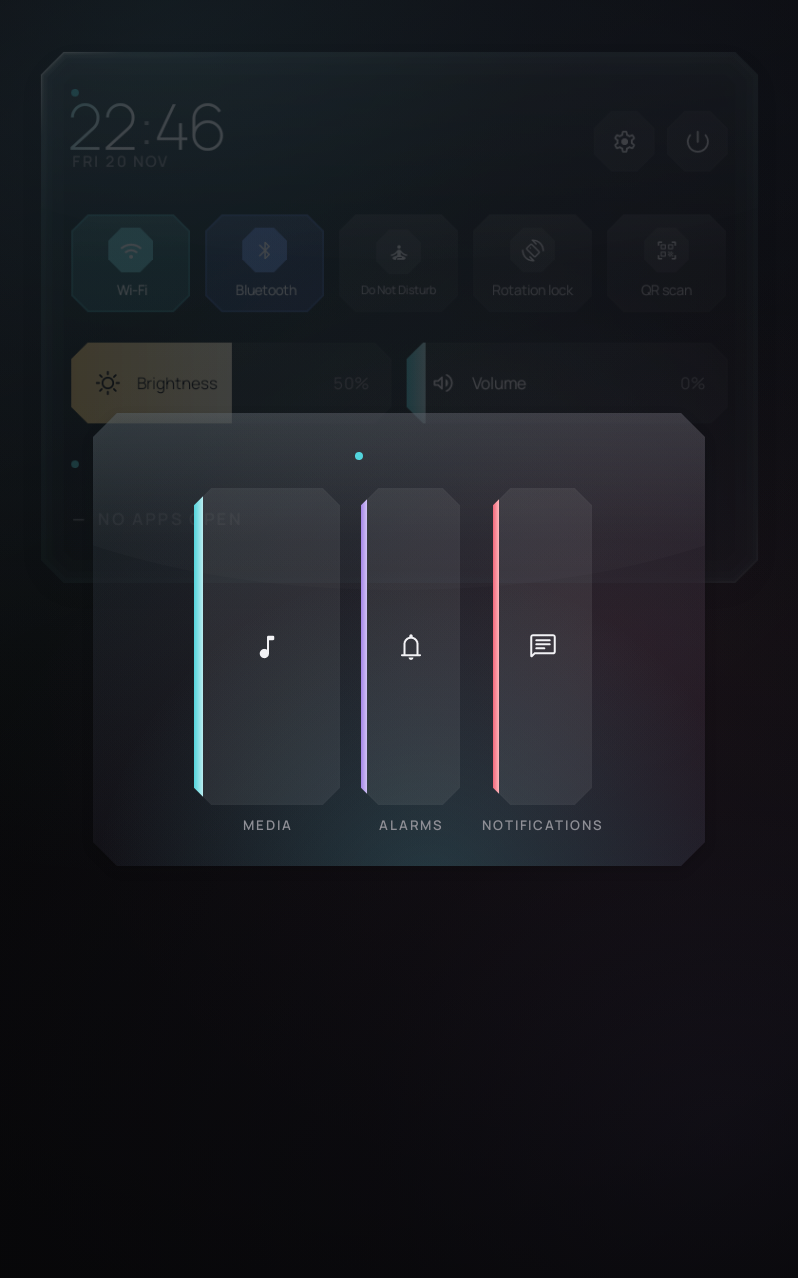 22:46
FRI 20 NOV
Wi-Fi
Bluetooth
Do Not Disturb
Rotation lock
QR scan
Brightness
50%
Volume
0%
– NO APPS OPEN
MEDIA
ALARMS
NOTIFICATIONS